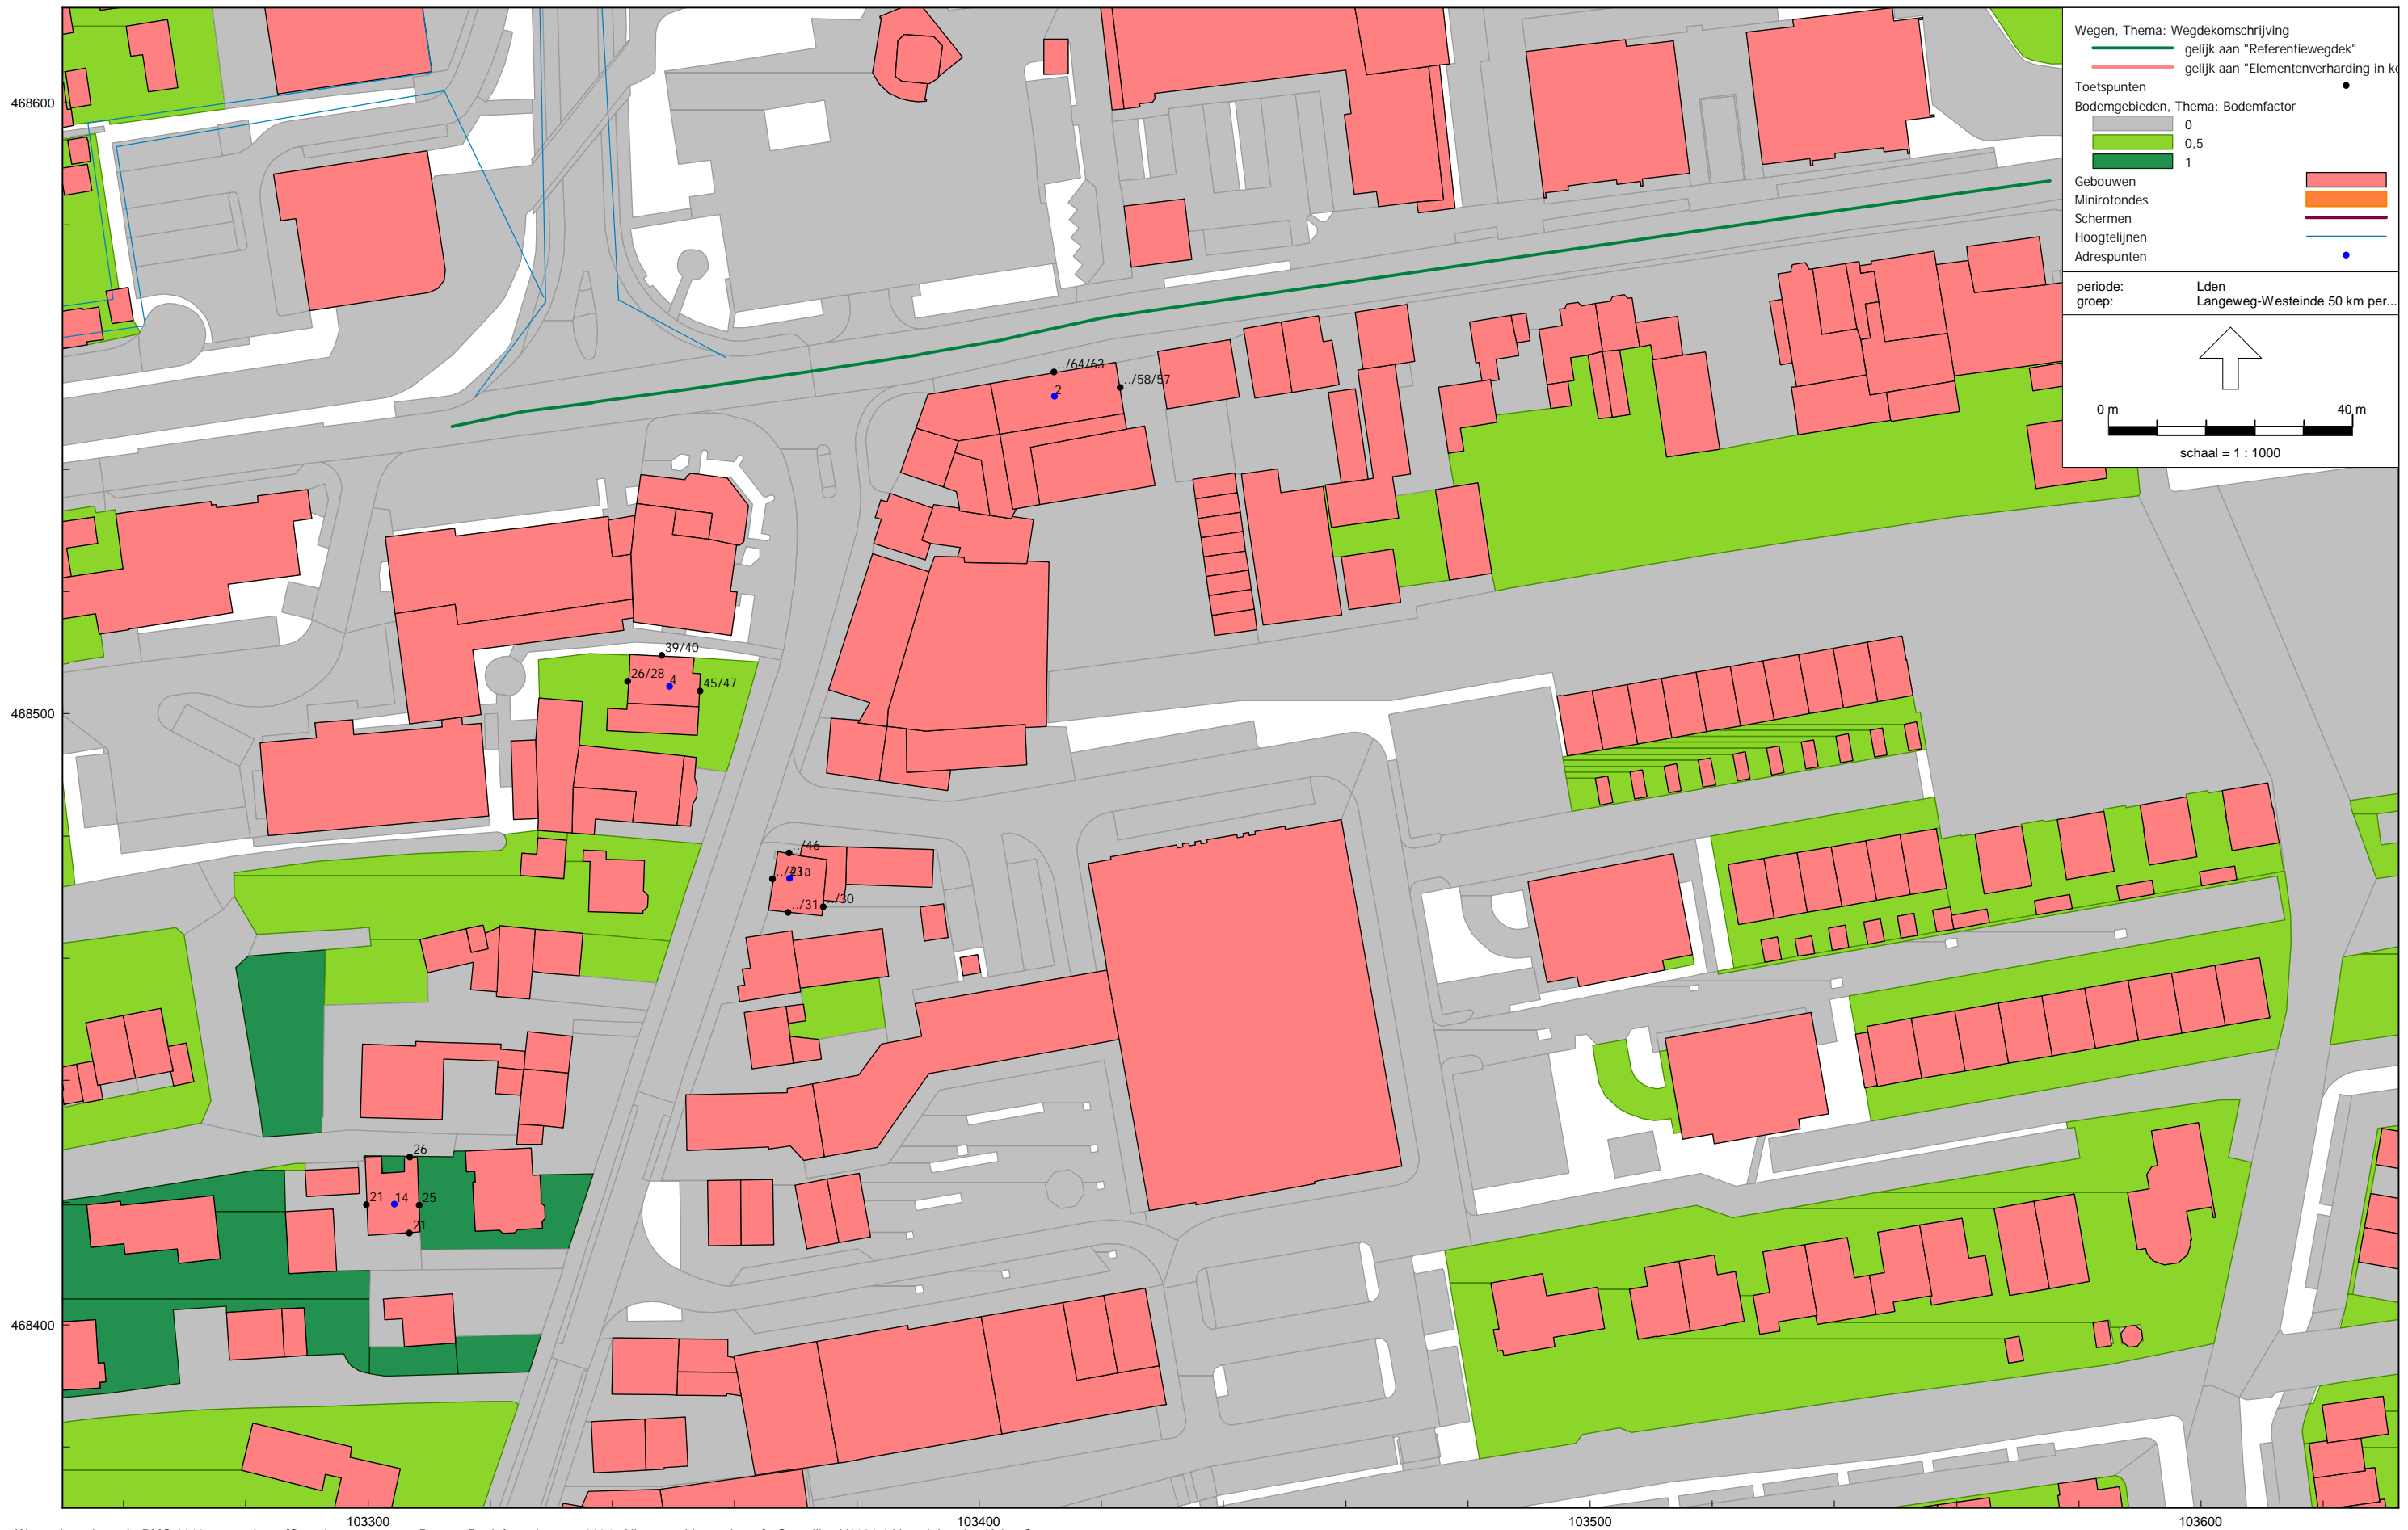 Wegen, Thema: Wegdekomschrijving
gelijk aan "Referentiewegdek"
gelijk aan "Elementenverharding in ke
Toetspunten
Bodemgebieden, Thema: Bodemfactor
0
0,5
1
Gebouwen
Minirotondes
Schermen
Hoogtelijnen
Adrespunten
periode: Lden
groep: Langeweg-Westeinde 50 km per...
0 m 40 m
schaal = 1 : 1000
468600
../64/63
../58/57
2
39/40
26/28
4
45/47
468500
../46
../31
../30
26
21
14
25
21
468400
103300
103400
103500
103600